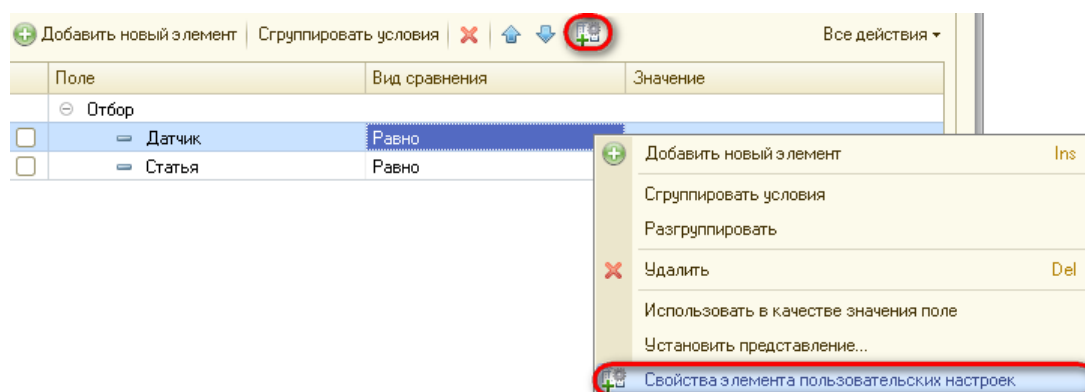 Добавить новый элемент Сгруппировать условия Все действия
Поле Вид сравнения Значение
Отбор
Датчик Равно
Статья Равно
Добавить новый элемент Ins
Сгруппировать условия
Разгруппировать
Удалить Del
Использовать в качестве значения поле
Установить представление...
Свойства элемента пользовательских настроек